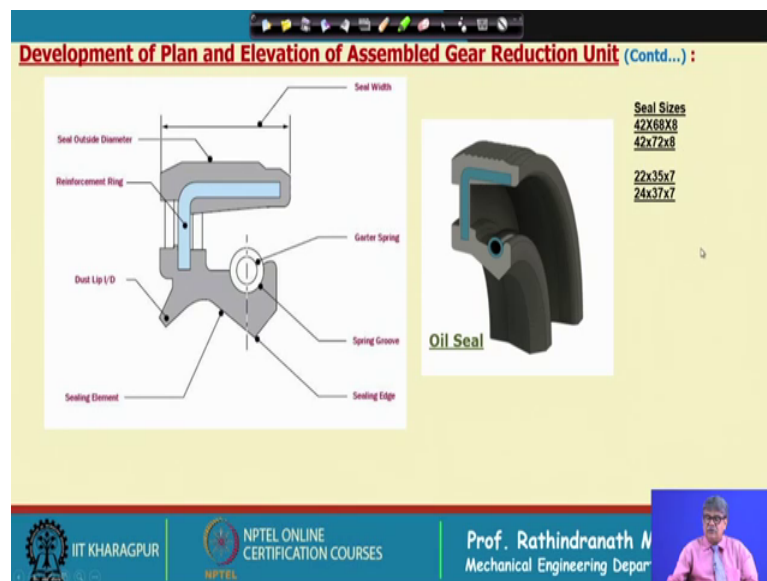 Development of Plan and Elevation of Assembled Gear Reduction Unit (Contd...) :
Seal Width
Seal Outside Diameter
Reinforcement Ring
Garter Spring
Dust Lip I/D
Spring Groove
Sealing Element
Sealing Edge
Oil Seal
Seal Sizes
42X68X8
42x72x8
22x35x7
24x37x7
IIT KHARAGPUR
NPTEL
NPTEL ONLINE
CERTIFICATION COURSES
Prof. Rathindranath M
Mechanical Engineering Depar